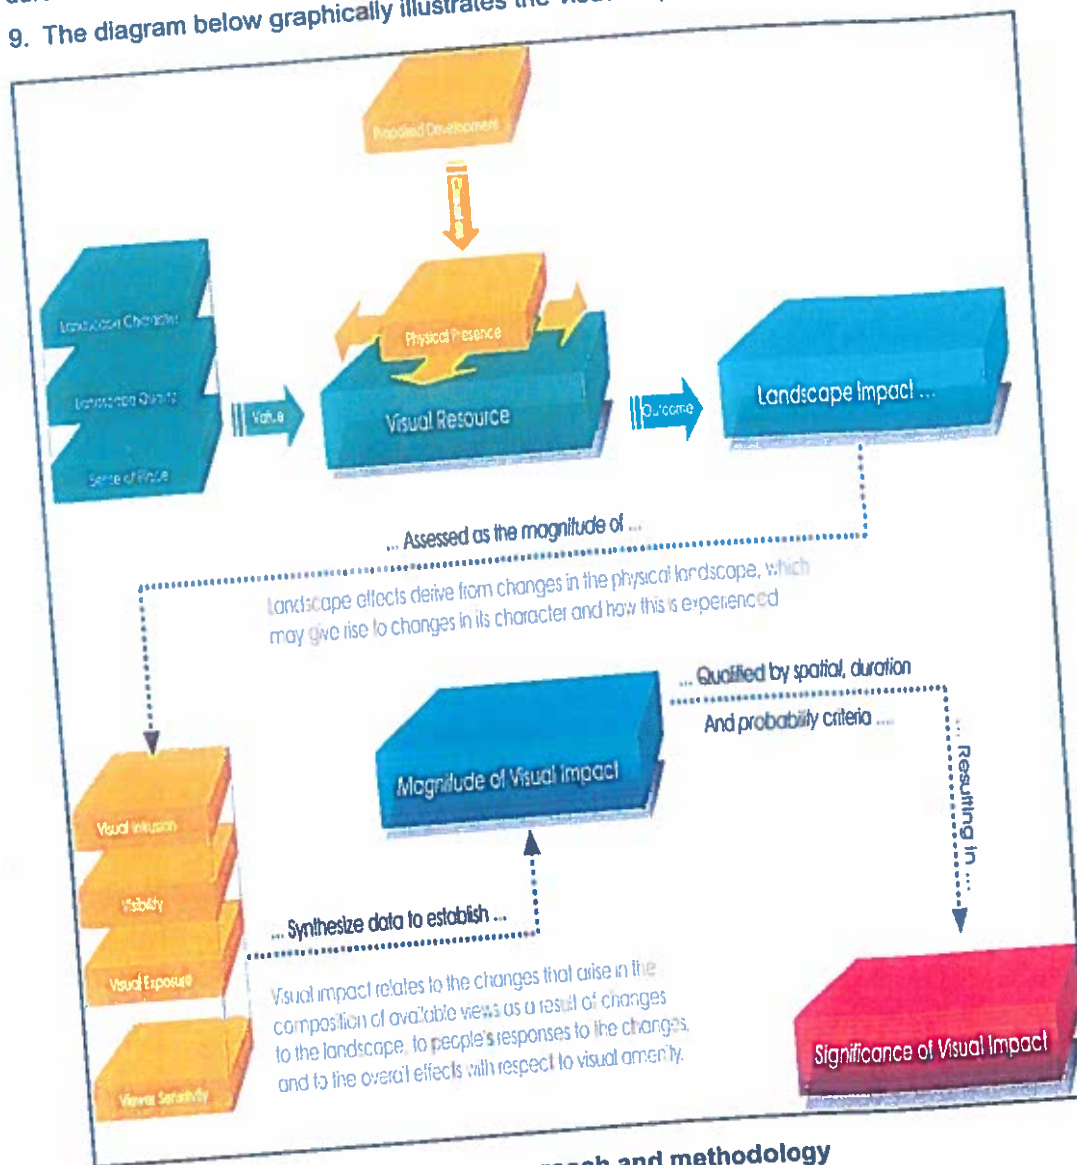 9. The diagram below graphically illustrates the
Proposed Development
Physical Presence
Landscape Character
Landscape Quality
Sense of Place
Value
Visual Resource
Outcome
Landscape Impact ...
... Assessed as the magnitude of ...
Landscape effects derive from changes in the physical landscape, which
may give rise to changes in its character and how this is experienced
... Qualified by spatial, duration
And probability criteria ....
... Resulting in ...
Magnitude of Visual Impact
Visual Intrusion
Visibility
Visual Exposure
Viewer Sensitivity
... Synthesize data to establish ...
Visual impact relates to the changes that arise in the
composition of available views as a result of changes
to the landscape, to people's responses to the changes,
and to the overall effects with respect to visual amenity.
Significance of Visual Impact
and methodology